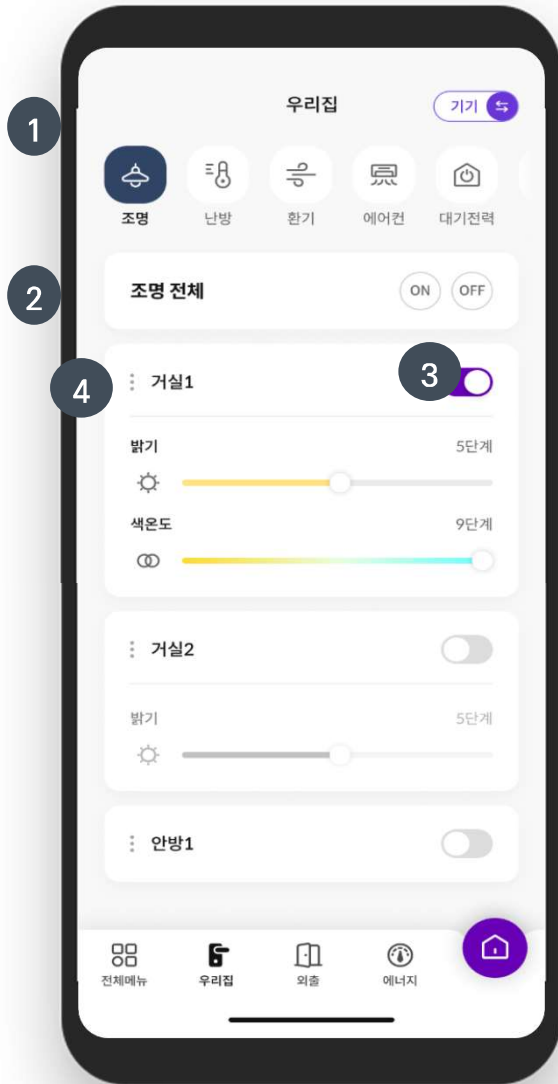 우리집
기기
1
조명 난방 환기 에어컨 대기전력
2
조명 전체 ON OFF
3
4
거실1
밝기 5단계
색온도 9단계
거실2
밝기 5단계
안방1
전체메뉴 우리집 외출 에너지